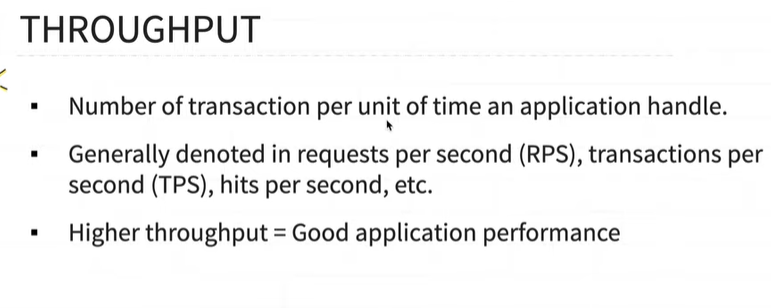 THROUGHPUT
▪ Number of transaction per unit of time an application handle.
▪ Generally denoted in requests per second (RPS), transactions per
second (TPS), hits per second, etc.
▪ Higher throughput = Good application performance